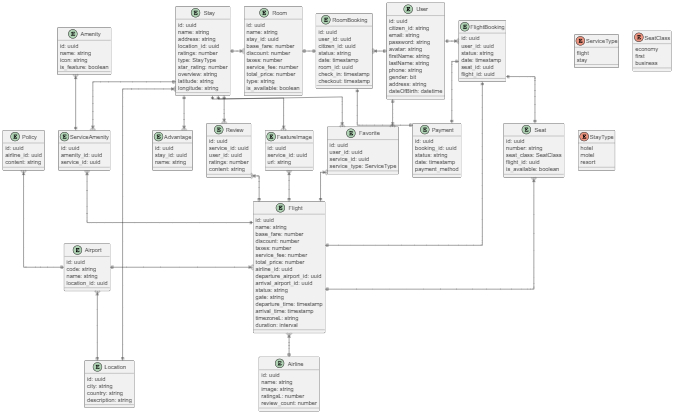 Amenity
id: uuid
name: string
icon: string
is_feature: boolean
Stay
id: uuid
name: string
address: string
location_id: uuid
ratings: number
type: StayType
star_rating: number
overview: string
latitude: string
longitude: string
Room
id: uuid
name: string
stay_id: uuid
base_fare: number
discount: number
taxes: number
service_fee: number
total_price: number
type: string
is_available: boolean
RoomBooking
id: uuid
user_id: uuid
citizen_id: uuid
status: string
date: timestamp
room_id: uuid
check_in: timestamp
checkout: timestamp
User
id: uuid
citizen_id: string
email: string
password: string
avatar: string
firstName: string
lastName: string
phone: string
gender: bit
address: string
dateOfBirth: datetime
FlightBooking
id: uuid
user_id: uuid
status: string
date: timestamp
seat_id: uuid
flight_id: uuid
ServiceType
flight
stay
SeatClass
economy
first
business
Policy
id: uuid
airline_id: uuid
content: string
ServiceAmenity
id: uuid
amenity_id: uuid
service_id: uuid
Advantage
id: uuid
stay_id: uuid
name: string
Review
id: uuid
service_id: uuid
user_id: uuid
ratings: number
content: string
FeatureImage
id: uuid
service_id: uuid
url: string
Favorite
id: uuid
user_id: uuid
service_id: uuid
service_type: ServiceType
Payment
id: uuid
booking_id: uuid
status: string
date: timestamp
payment_method
Seat
id: uuid
number: string
seat_class: SeatClass
flight_id: uuid
is_available: boolean
StayType
hotel
motel
resort
Flight
id: uuid
name: string
base_fare: number
discount: number
taxes: number
service_fee: number
total_price: number
airline_id: uuid
departure_airport_id: uuid
arrival_airport_id: uuid
status: string
gate: string
departure_time: timestamp
arrival_time: timestamp
timezoneL: string
duration: interval
Airport
id: uuid
code: string
name: string
location_id: uuid
Location
id: uuid
city: string
country: string
description: string
Airline
id: uuid
name: string
image: string
ratingsL: number
review_count: number